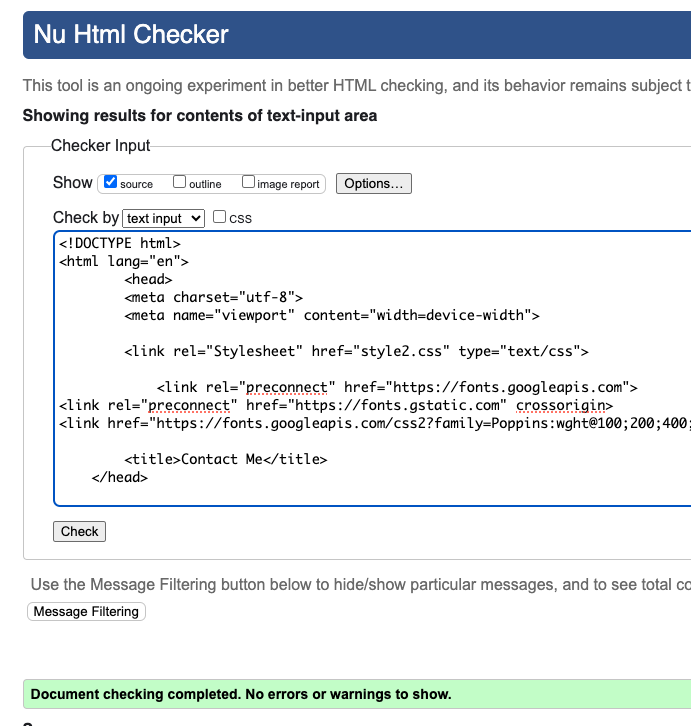 Nu Html Checker
This tool is an ongoing experiment in better HTML checking, and its behavior remains subject t
Showing results for contents of text-input area
Checker Input
Show source outline image report Options...
Check by text input CSS
<!DOCTYPE html>
<html lang="en">
<head>
<meta charset="utf-8">
<meta name="viewport" content="width=device-width">
<link rel="Stylesheet" href="style2.css" type="text/css">
<link rel="preconnect" href="https://fonts.googleapis.com">
<link rel="preconnect" href="https://fonts.gstatic.com" crossorigin>
<link href="https://fonts.googleapis.com/css2?family=Poppins:wght@100;200;400;
<title>Contact Me</title>
</head>
Check
Use the Message Filtering button below to hide/show particular messages, and to see total co
Message Filtering
Document checking completed. No errors or warnings to show.